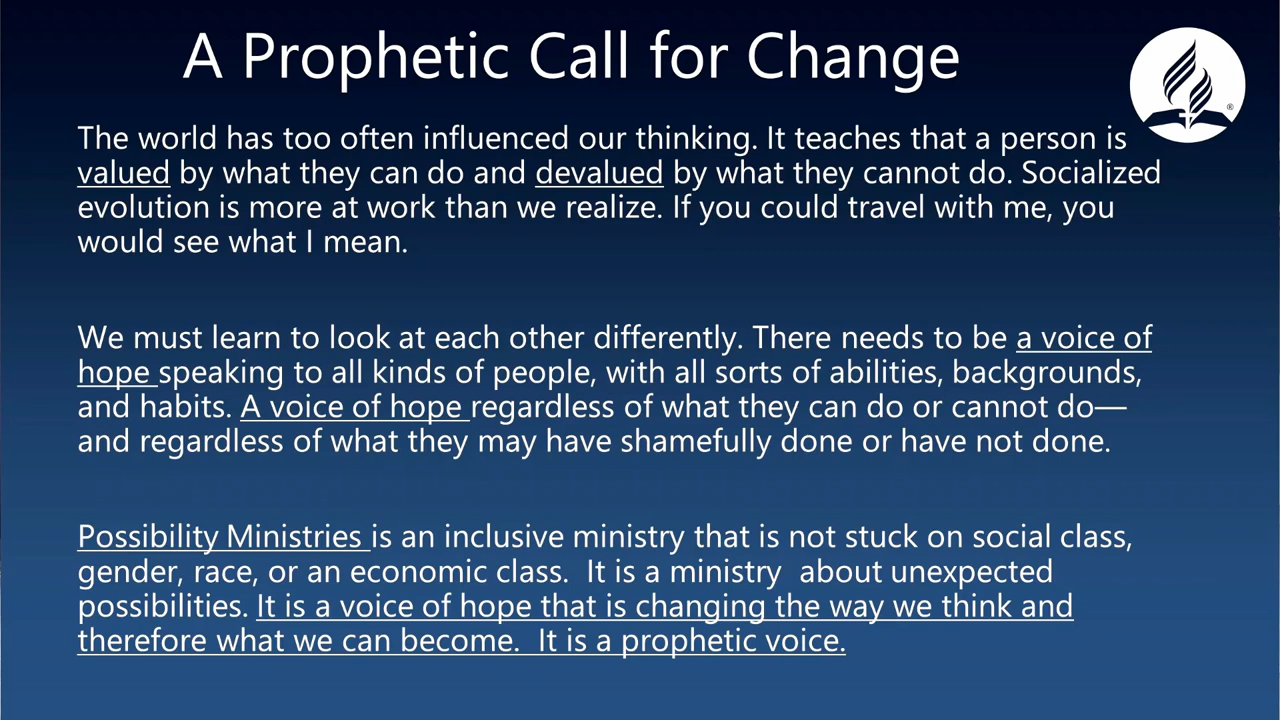 A Prophetic Call for Change
The world has too often influenced our thinking. It teaches that a person is
valued by what they can do and devalued by what they cannot do. Socialized
evolution is more at work than we realize. If you could travel with me, you
would see what I mean.
We must learn to look at each other differently. There needs to be a voice of
hope speaking to all kinds of people, with all sorts of abilities, backgrounds,
and habits. A voice of hope regardless of what they can do or cannot do—
and regardless of what they may have shamefully done or have not done.
Possibility Ministries is an inclusive ministry that is not stuck on social class,
gender, race, or an economic class.  It is a ministry  about unexpected
possibilities. It is a voice of hope that is changing the way we think and
therefore what we can become.  It is a prophetic voice.